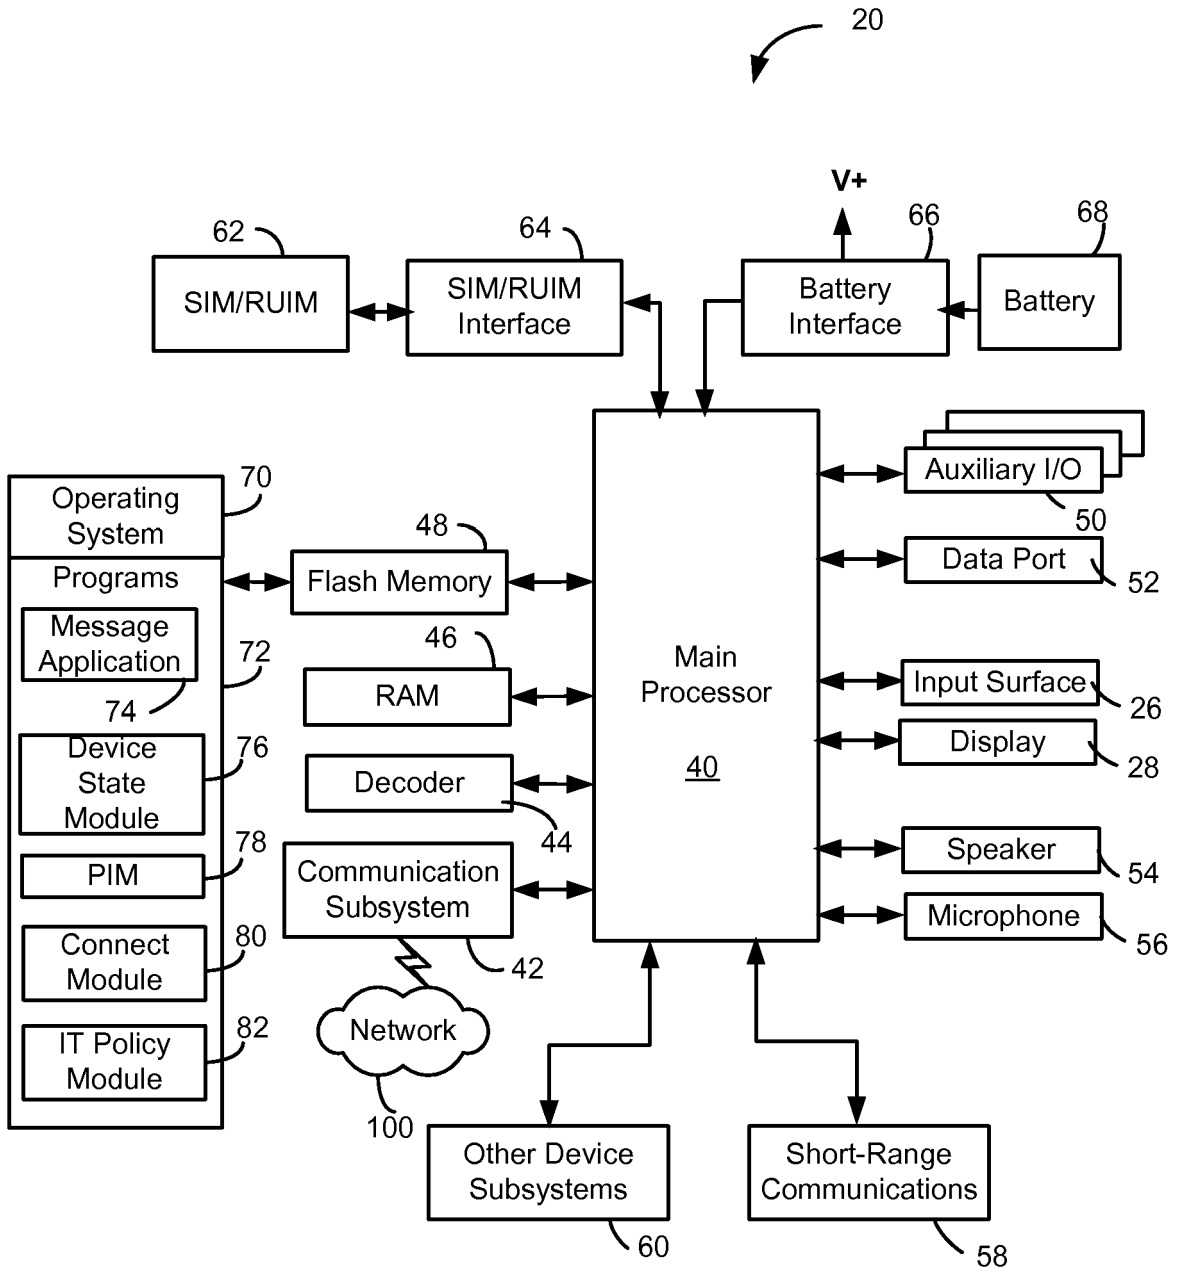 20
V+
62
64
66
68
SIM/RUIM
SIM/RUIM
Interface
Battery
Interface
Battery
Operating
System
70
Programs
Message
Application
74
72
Device
State
Module
76
PIM
78
Connect
Module
80
IT Policy
Module
82
48
Flash Memory
46
RAM
Decoder
44
Communication
Subsystem
42
Network
100
Main
Processor
40
Auxiliary I/O
50
Data Port
52
Input Surface
26
Display
28
Speaker
54
Microphone
56
Other Device
Subsystems
60
Short-Range
Communications
58